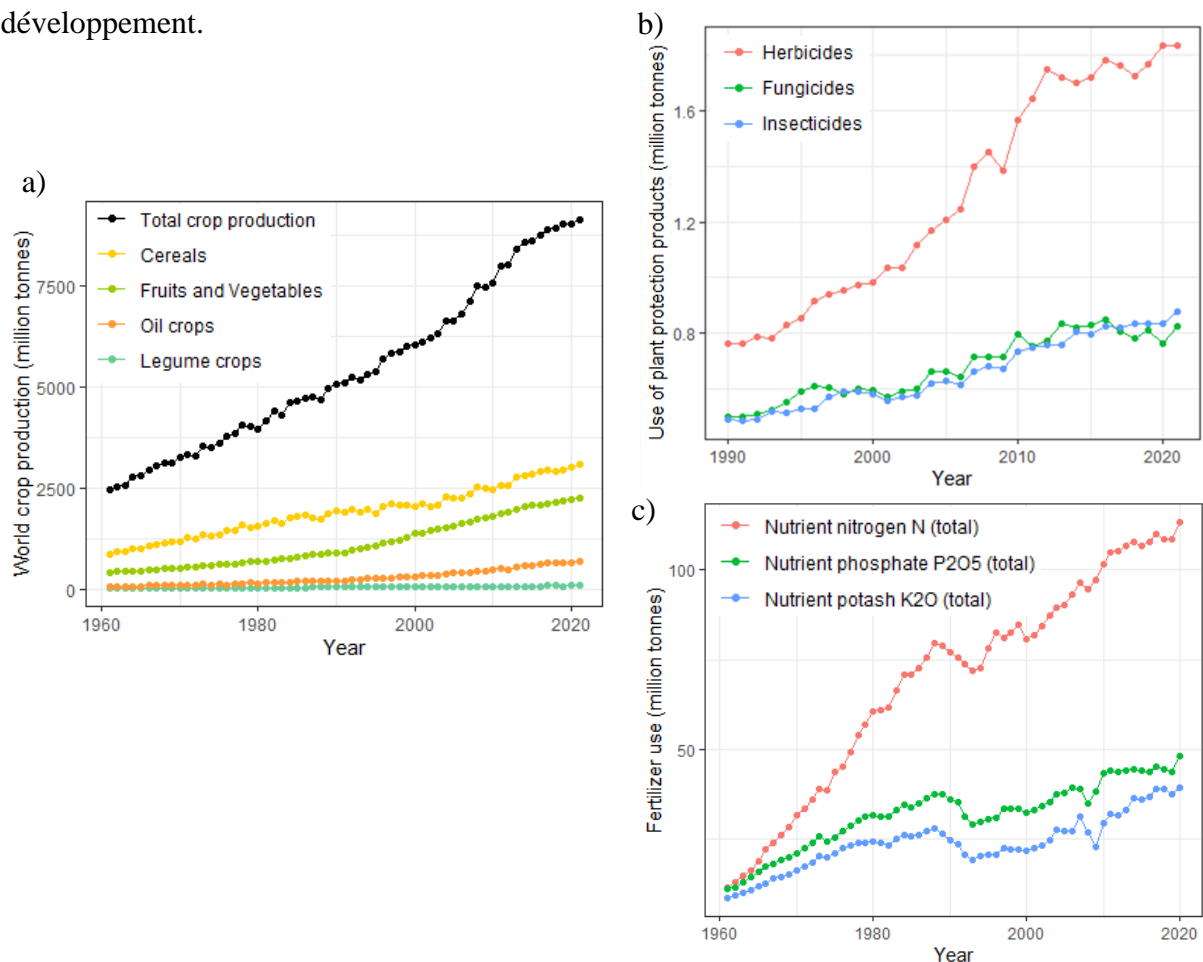 développement.
a)
Total crop production
Cereals
Fruits and Vegetables
Oil crops
Legume crops
World crop production (million tonnes)
7500
5000
2500
0
1960
1980
2000
2020
Year
b)
Herbicides
Fungicides
Insecticides
Use of plant protection products (million tonnes)
1.6
1.2
0.8
1990
2000
2010
2020
Year
c)
Nutrient nitrogen N (total)
Nutrient phosphate P2O5 (total)
Nutrient potash K2O (total)
Fertilizer use (million tonnes)
100
50
1960
1980
2000
2020
Year